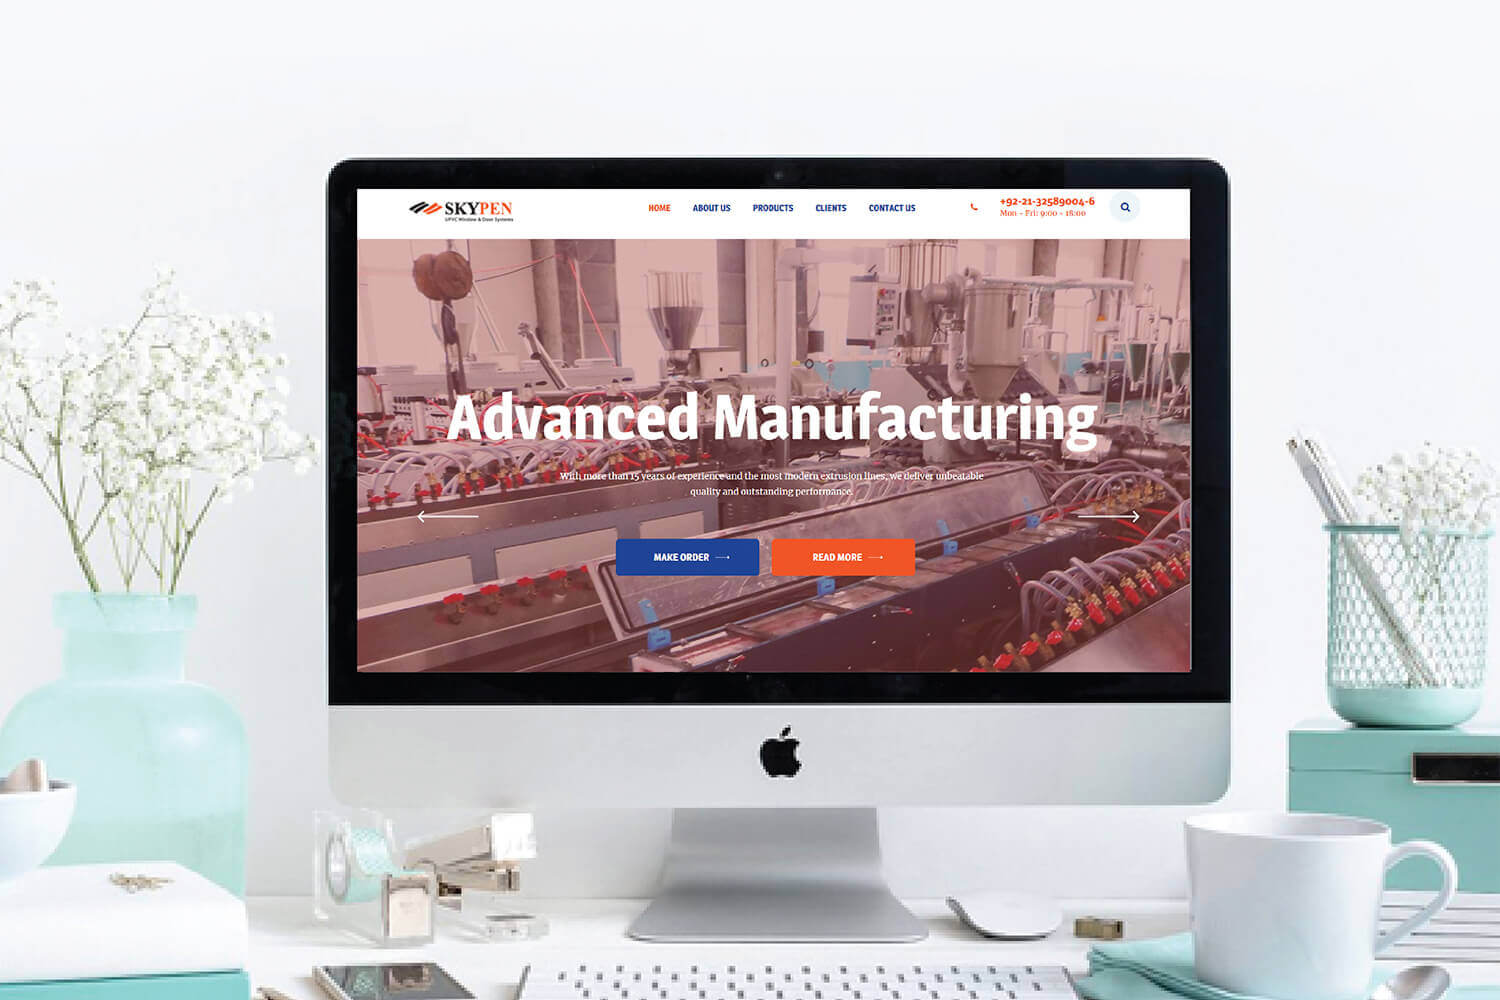 SKYPEN
UPVC Window & Door Systems
HOME ABOUT US PRODUCTS CLIENTS CONTACT US
+92-21-32589004-6
Mon - Fri: 9:00 - 18:00
Advanced Manufacturing
With more than 15 years of experience and the most modern extrusion lines, we deliver unbeatable
quality and outstanding performance.
MAKE ORDER
READ MORE